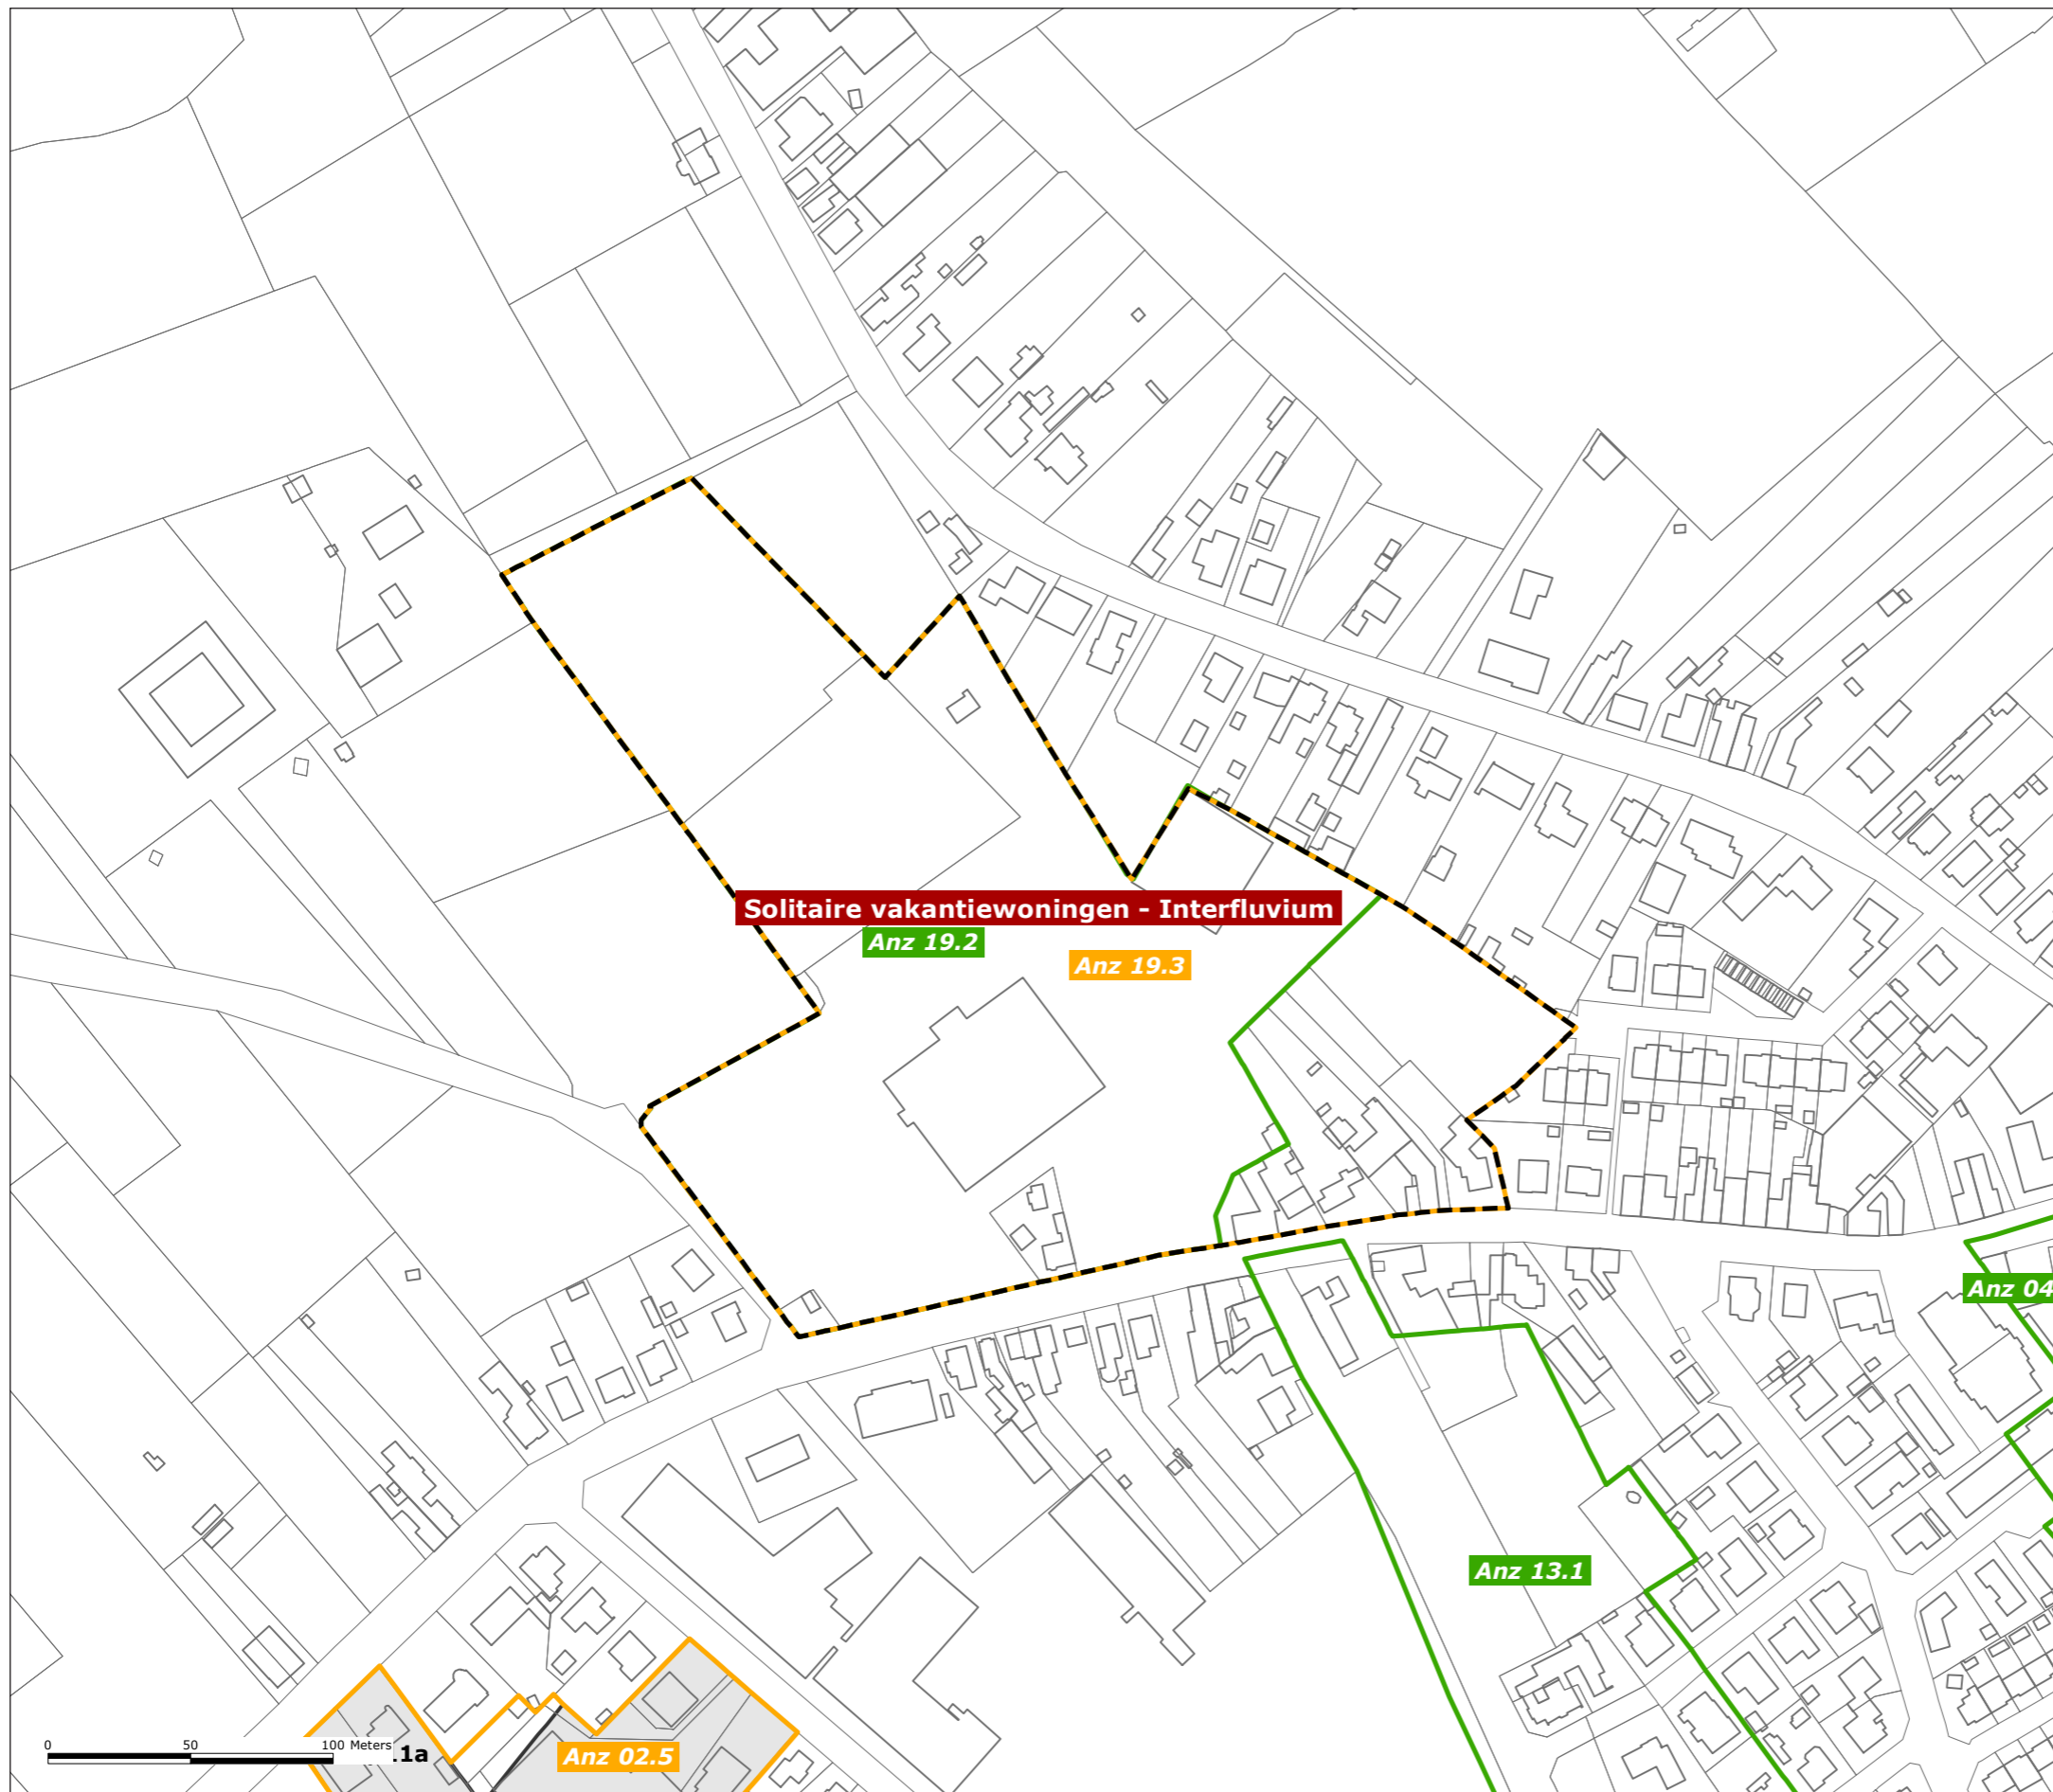 Solitaire vakantiewoningen - Interfluvium
Anz 19.2
Anz 19.3
Anz 04
Anz 13.1
0 50 100 Meters
.1a
Anz 02.5